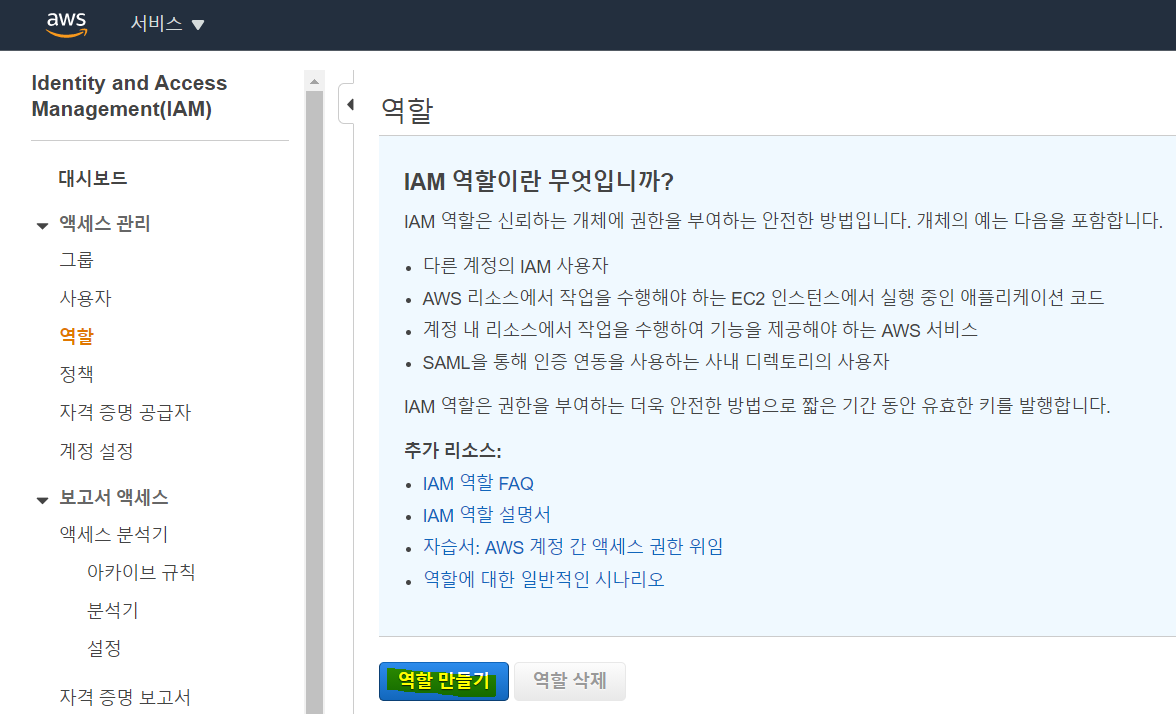 aws 서비스
Identity and Access
Management(IAM)
대시보드
액세스 관리
그룹
사용자
역할
정책
자격 증명 공급자
계정 설정
보고서 액세스
액세스 분석기
아카이브 규칙
분석기
설정
자격 증명 보고서
역할
IAM 역할이란 무엇입니까?
IAM 역할은 신뢰하는 개체에 권한을 부여하는 안전한 방법입니다. 개체의 예는 다음을 포함합니다.
다른 계정의 IAM 사용자
AWS 리소스에서 작업을 수행해야 하는 EC2 인스턴스에서 실행 중인 애플리케이션 코드
계정 내 리소스에서 작업을 수행하여 기능을 제공해야 하는 AWS 서비스
SAML을 통해 인증 연동을 사용하는 사내 디렉토리의 사용자
IAM 역할은 권한을 부여하는 더욱 안전한 방법으로 짧은 기간 동안 유효한 키를 발행합니다.
추가 리소스:
IAM 역할 FAQ
IAM 역할 설명서
자습서: AWS 계정 간 액세스 권한 위임
역할에 대한 일반적인 시나리오
역할 만들기 역할 삭제